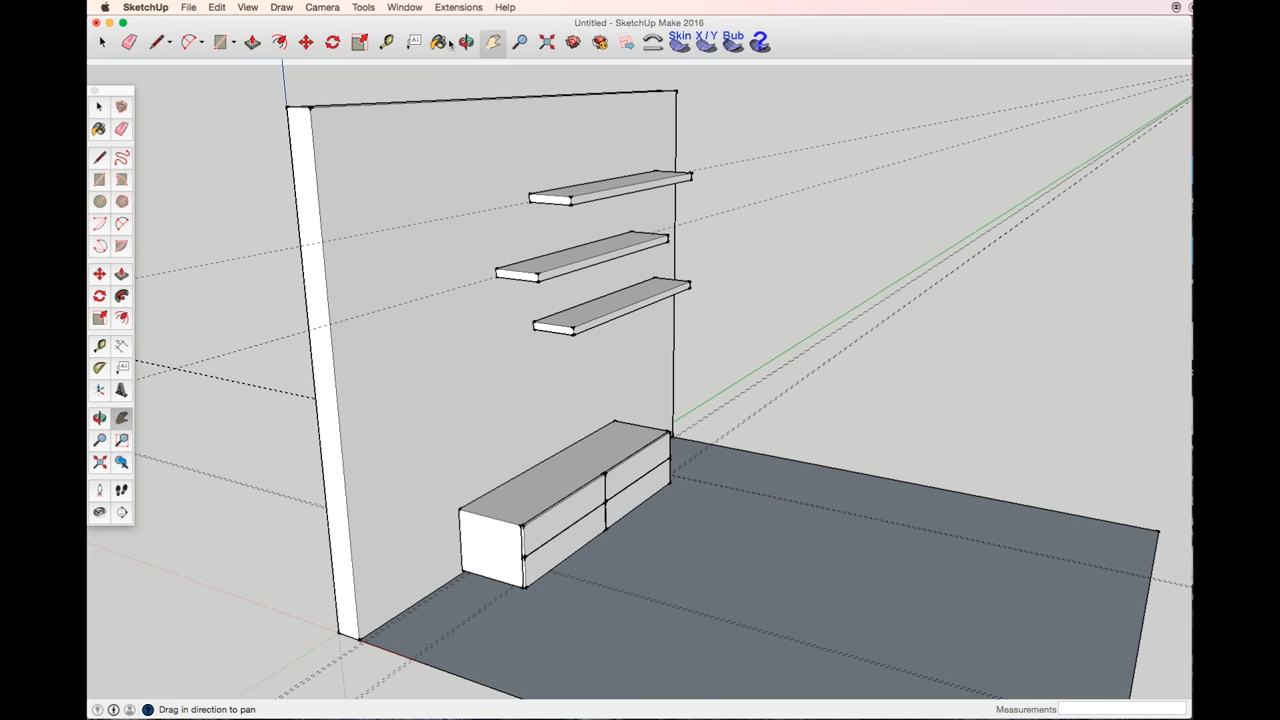 SketchUp File Edit View Draw Camera Tools Window Extensions Help
Untitled - SketchUp Make 2016
Skin X/Y Bub
Drag in direction to pan
Measurements